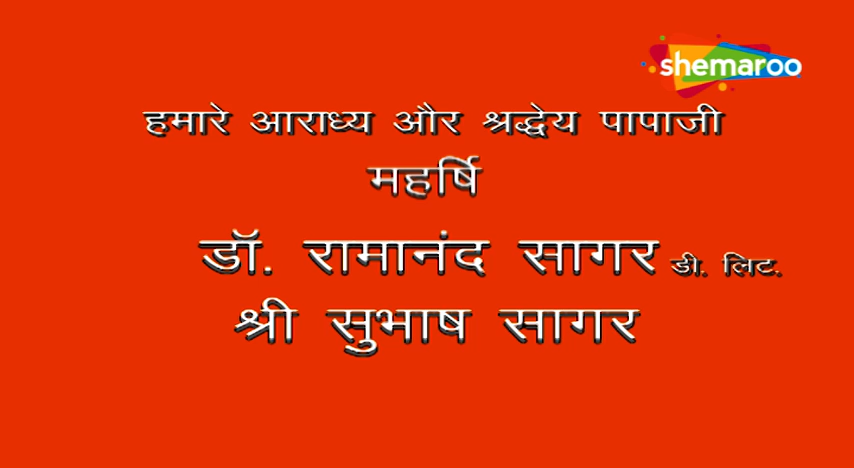 shemaroo
हमारे आराध्य और श्रद्धेय पापाजी
महर्षि
डॉ. रामानंद सागर डी. लिट.
श्री सुभाष सागर